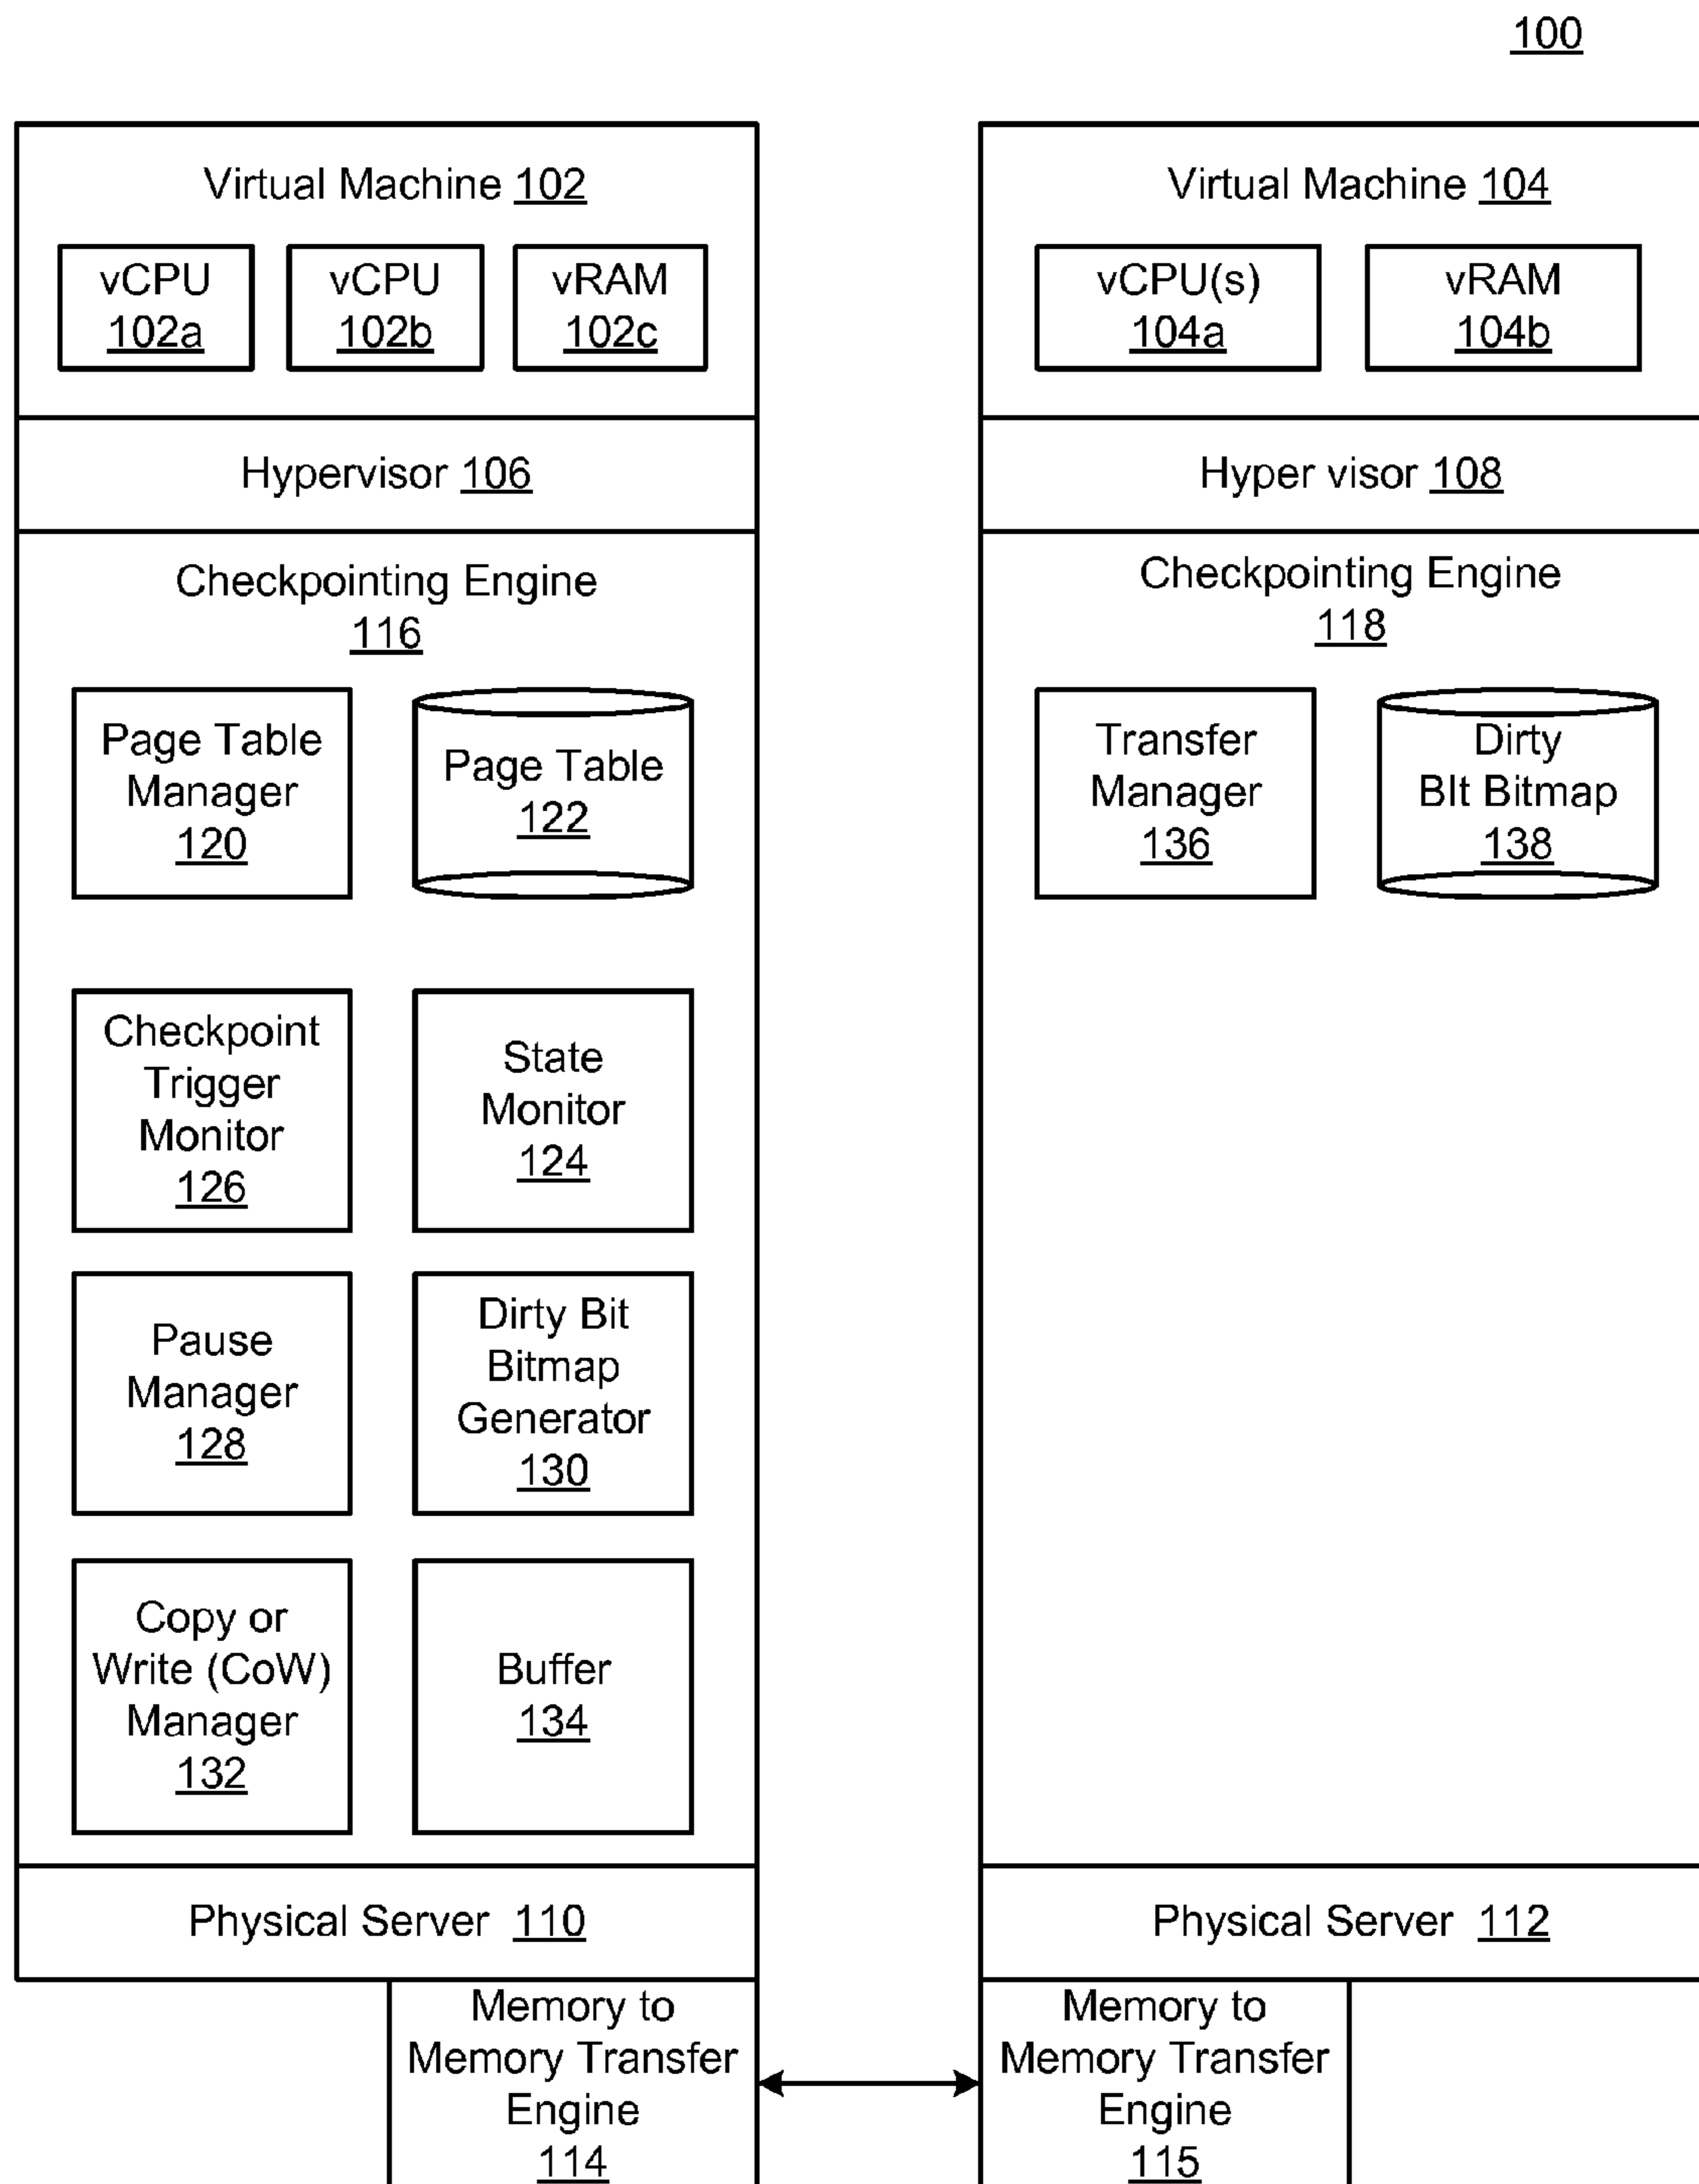 100
Virtual Machine 102
vCPU
102a
vCPU
102b
vRAM
102c
Hypervisor 106
Checkpointing Engine
116
Page Table
Manager
120
Page Table
122
Checkpoint
Trigger
Monitor
126
State
Monitor
124
Pause
Manager
128
Dirty Bit
Bitmap
Generator
130
Copy or
Write (CoW)
Manager
132
Buffer
134
Physical Server 110
Memory to
Memory Transfer
Engine
114
Virtual Machine 104
vCPU(s)
104a
vRAM
104b
Hyper visor 108
Checkpointing Engine
118
Transfer
Manager
136
Dirty
BIt Bitmap
138
Physical Server 112
Memory to
Memory Transfer
Engine
115